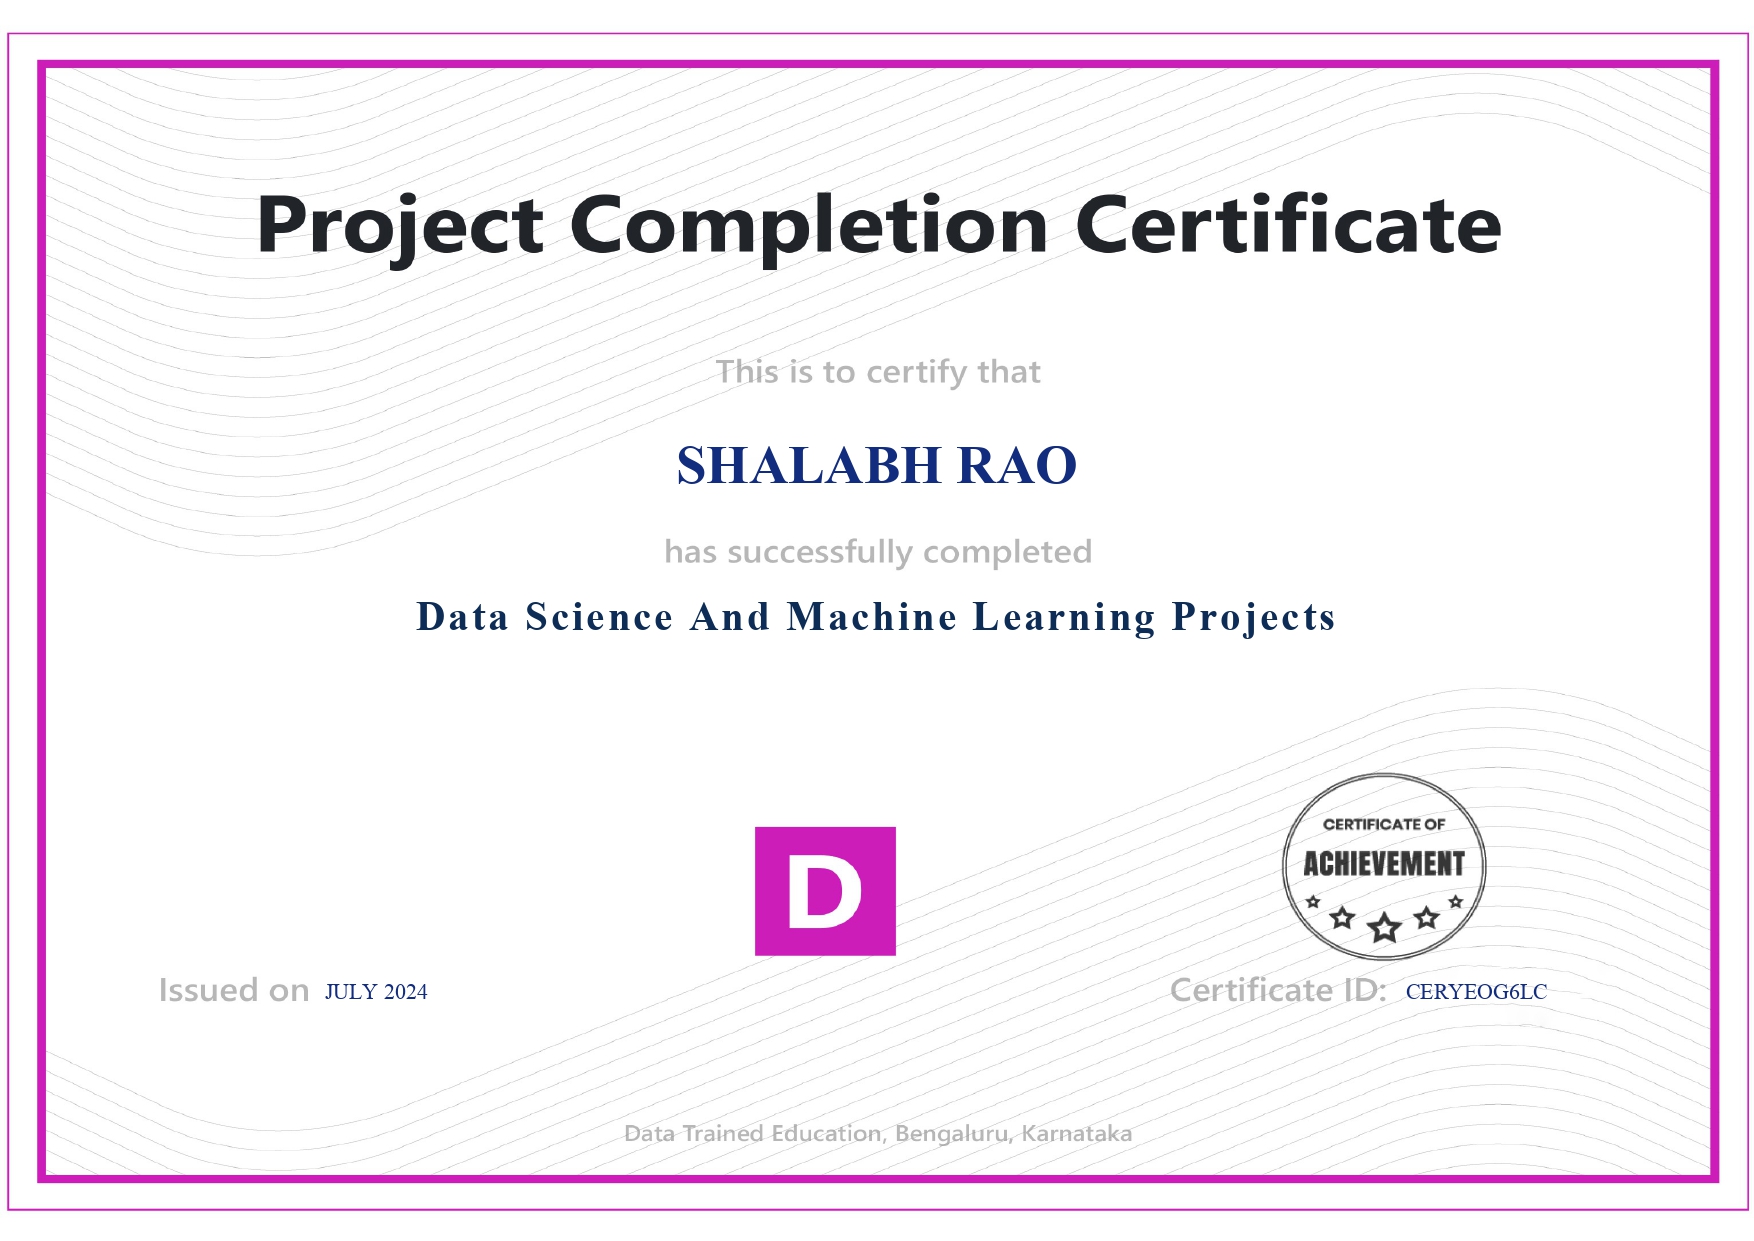 Project Completion Certificate
This is to certify that
SHALABH RAO
has successfully completed
Data Science And Machine Learning Projects
CERTIFICATE OF
ACHIEVEMENT
D
Issued on JULY 2024
Certificate ID: CERYEOG6LC
Data Trained Education, Bengaluru, Karnataka